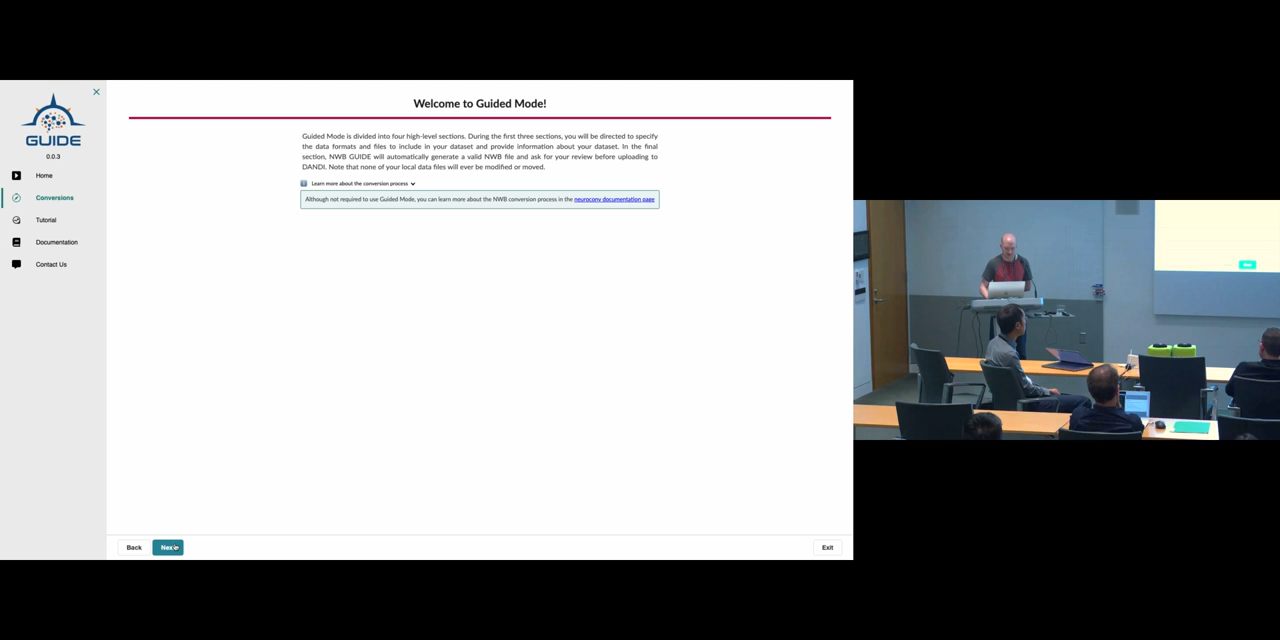 GUIDE
0.0.3
Home
Conversions
Tutorial
Documentation
Contact Us
Welcome to Guided Mode!
Guided Mode is divided into four high-level sections. During the first three sections, you will be directed to specify
the data formats and files to include in your dataset and provide information about your dataset. In the final
section, NWB GUIDE will automatically generate a valid NWB file and ask for your review before uploading to
DANDI. Note that none of your local data files will ever be modified or moved.
Learn more about the conversion process
Although not required to use Guided Mode, you can learn more about the NWB conversion process in the neuroconv documentation page
Back
Next
Exit